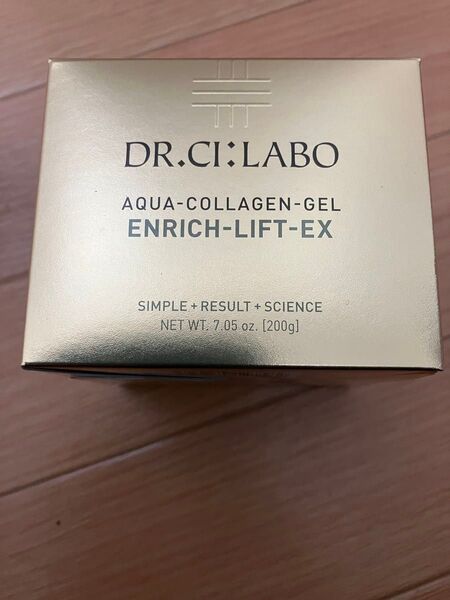 DR.CI:LABO
AQUA-COLLAGEN-GEL
ENRICH-LIFT-EX
SIMPLE + RESULT + SCIENCE
NET WT. 7.05 oz. [200g]